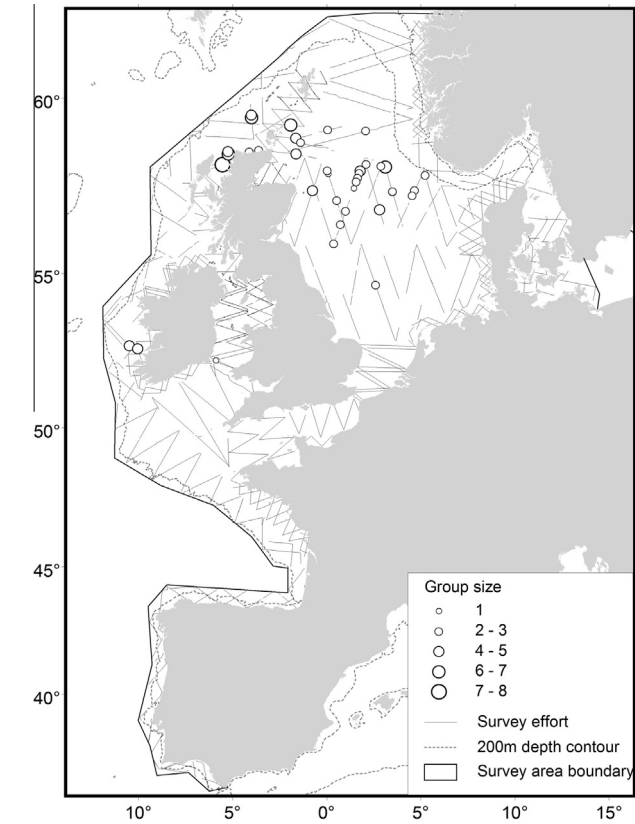 60°
55°
50°
45°
40°
Group size
1
2 - 3
4 - 5
6 - 7
7 - 8
Survey effort
200m depth contour
Survey area boundary
10° 5° 0° 5° 10° 15°